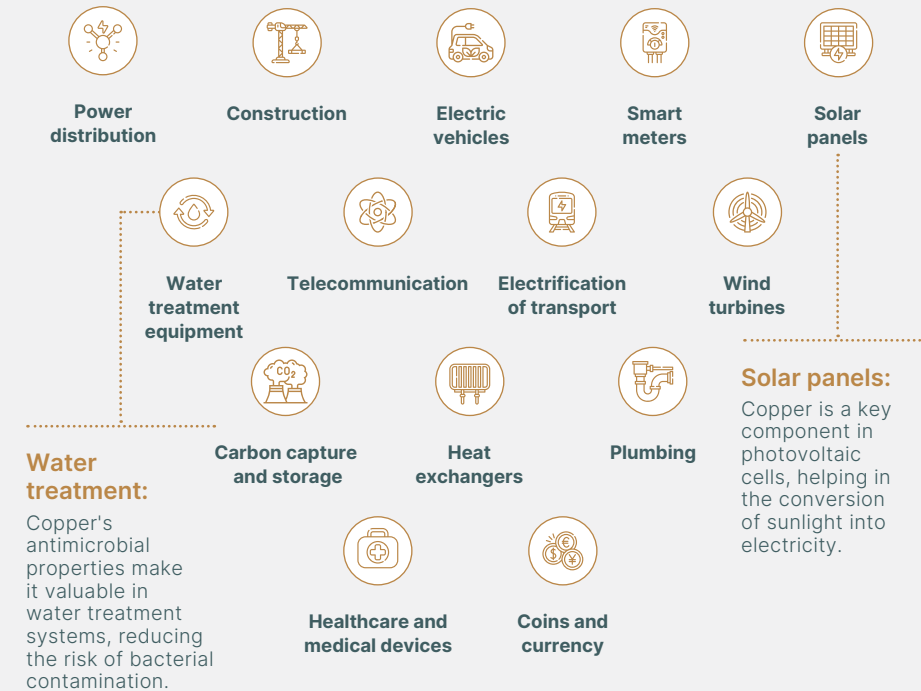 Power
distribution
Construction
Electric
vehicles
Smart
meters
Solar
panels
Water
treatment
equipment
Telecommunication
Electrification
of transport
Wind
turbines
CO2
Carbon capture
and storage
Heat
exchangers
Plumbing
Solar panels:
Copper is a key
component in
photovoltaic
cells, helping in
the conversion
of sunlight into
electricity.
Water
treatment:
Copper's
antimicrobial
properties make
it valuable in
water treatment
systems, reducing
the risk of bacterial
contamination.
$ € ¥
Healthcare and
medical devices
Coins and
currency